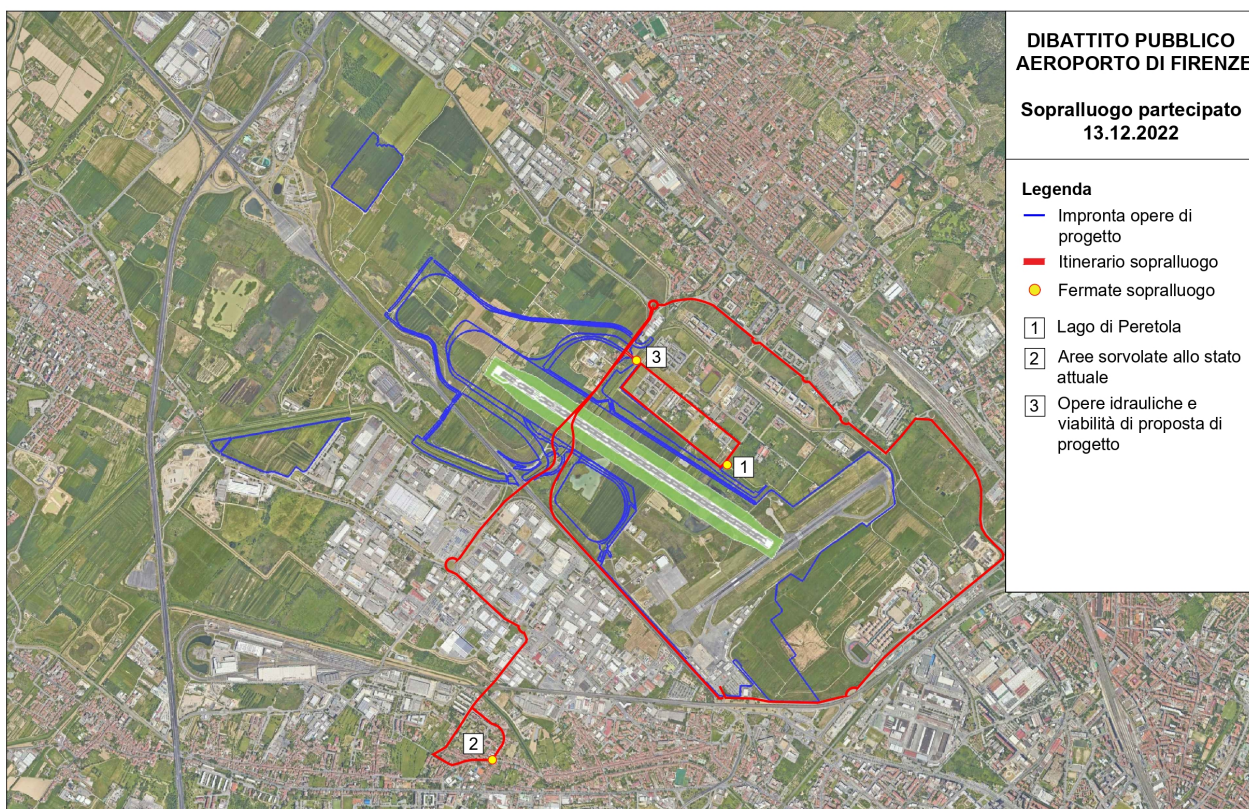 DIBATTITO PUBBLICO
AEROPORTO DI FIRENZE
Sopralluogo partecipato
13.12.2022
Legenda
Impronta opere di
progetto
Itinerario sopralluogo
Fermate sopralluogo
1 Lago di Peretola
2 Aree sorvolate allo stato
attuale
3 Opere idrauliche e
viabilità di proposta di
progetto
3
1
2